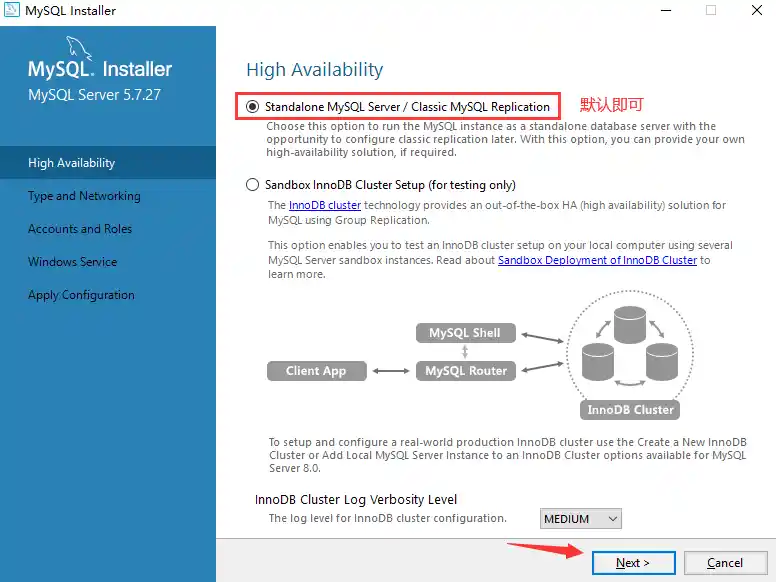 MySQL Installer
MySQL. Installer
MySQL Server 5.7.27
High Availability
Type and Networking
Accounts and Roles
Windows Service
Apply Configuration
High Availability
Standalone MySQL Server / Classic MySQL Replication
默认即可
Choose this option to run the MySQL instance as a standalone database server with the
opportunity to configure classic replication later. With this option, you can provide your own
high-availability solution, if required.
Sandbox InnoDB Cluster Setup (for testing only)
The InnoDB cluster technology provides an out-of-the-box HA (high availability) solution for
MySQL using Group Replication.
This option enables you to test an InnoDB cluster setup on your local computer using several
MySQL Server sandbox instances. Read about Sandbox Deployment of InnoDB Cluster to
learn more.
MySQL Shell
Client App
MySQL Router
InnoDB Cluster
To setup and configure a real-world production InnoDB cluster use the Create a New InnoDB
Cluster or Add Local MySQL Server Instance to an InnoDB Cluster options available for MySQL
Server 8.0.
InnoDB Cluster Log Verbosity Level
The log level for InnoDB cluster configuration.
MEDIUM
Next >
Cancel